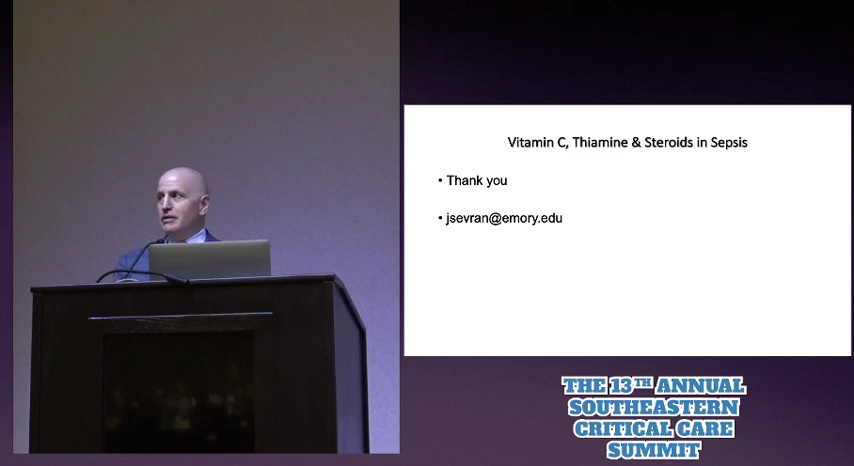 Vitamin C, Thiamine & Steroids in Sepsis
• Thank you
• jsevran@emory.edu
THE 13TH ANNUAL
SOUTHEASTERN
CRITICAL CARE
SUMMIT